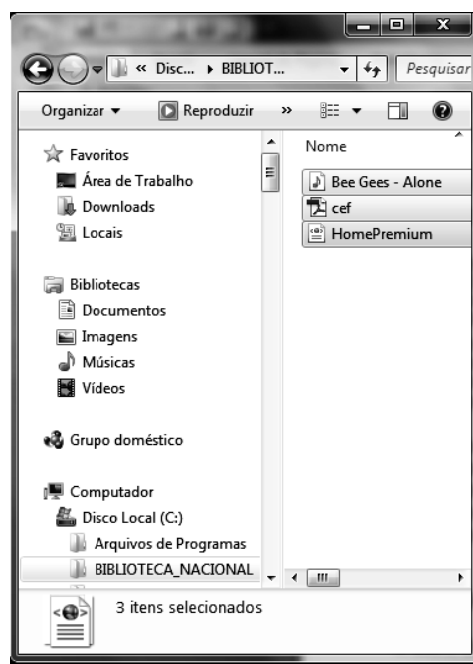 « Disc... BIBLIOT...
Pesquisar
Organizar
Reproduzir
»
Favoritos
Área de Trabalho
Downloads
Locais
Bibliotecas
Documentos
Imagens
Músicas
Vídeos
Grupo doméstico
Computador
Disco Local (C:)
Arquivos de Programas
BIBLIOTECA_NACIONAL
Nome
Bee Gees - Alone
cef
HomePremium
3 itens selecionados